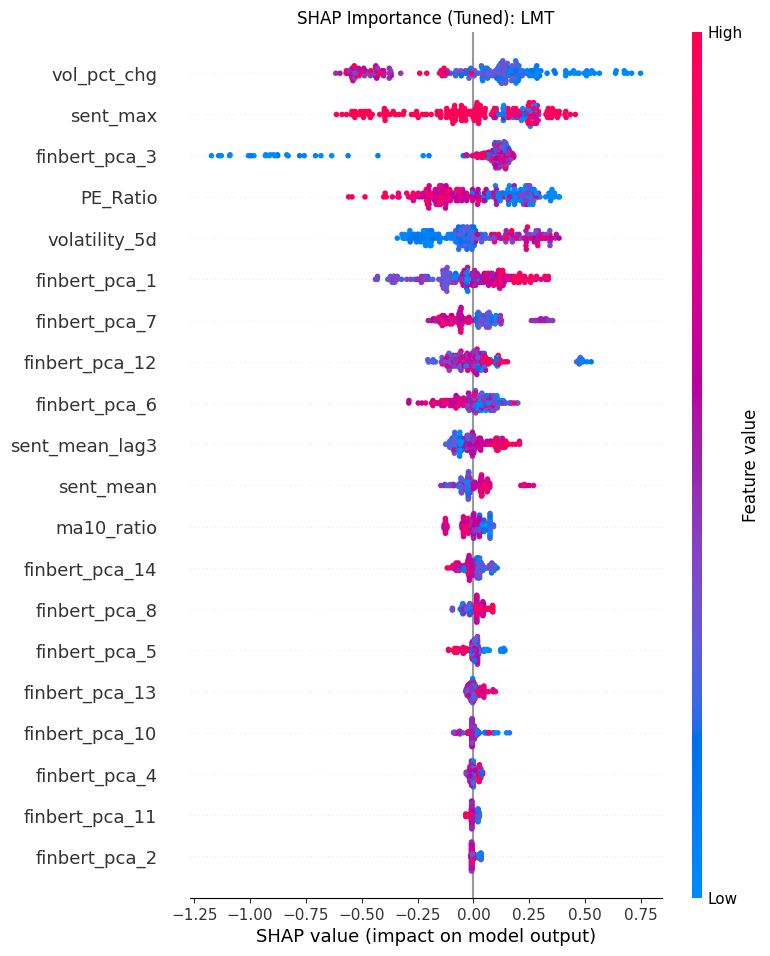 SHAP Importance (Tuned): LMT
High
vol_pct_chg
sent_max
finbert_pca_3
PE_Ratio
volatility_5d
finbert_pca_1
finbert_pca_7
finbert_pca_12
finbert_pca_6
sent_mean_lag3
sent_mean
ma10_ratio
finbert_pca_14
finbert_pca_8
finbert_pca_5
finbert_pca_13
finbert_pca_10
finbert_pca_4
finbert_pca_11
finbert_pca_2
Feature value
Low
−1.25 −1.00 −0.75 −0.50 −0.25 0.00 0.25 0.50 0.75
SHAP value (impact on model output)